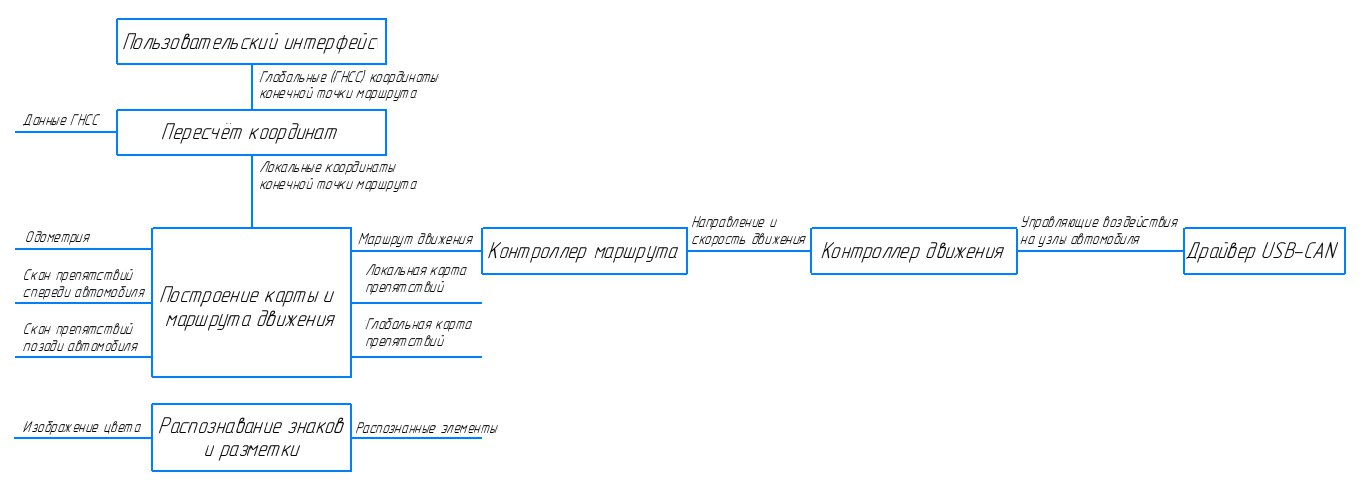 Пользовательский интерфейс
Глобальные (ГНСС) координаты
конечной точки маршрута
Данные ГНСС
Пересчёт координат
Локальные координаты
конечной точки маршрута
Одометрия
Скан препятствий
спереди автомобиля
Скан препятствий
позади автомобиля
Построение карты и
маршрута движения
Маршрут движения
Локальная карта
препятствий
Глобальная карта
препятствий
Контроллер маршрута
Направление и
скорость движения
Контроллер движения
Управляющие воздействия
на узлы автомобиля
Драйвер USB-CAN
Изображение цвета
Распознавание знаков
и разметки
Распознанные элементы